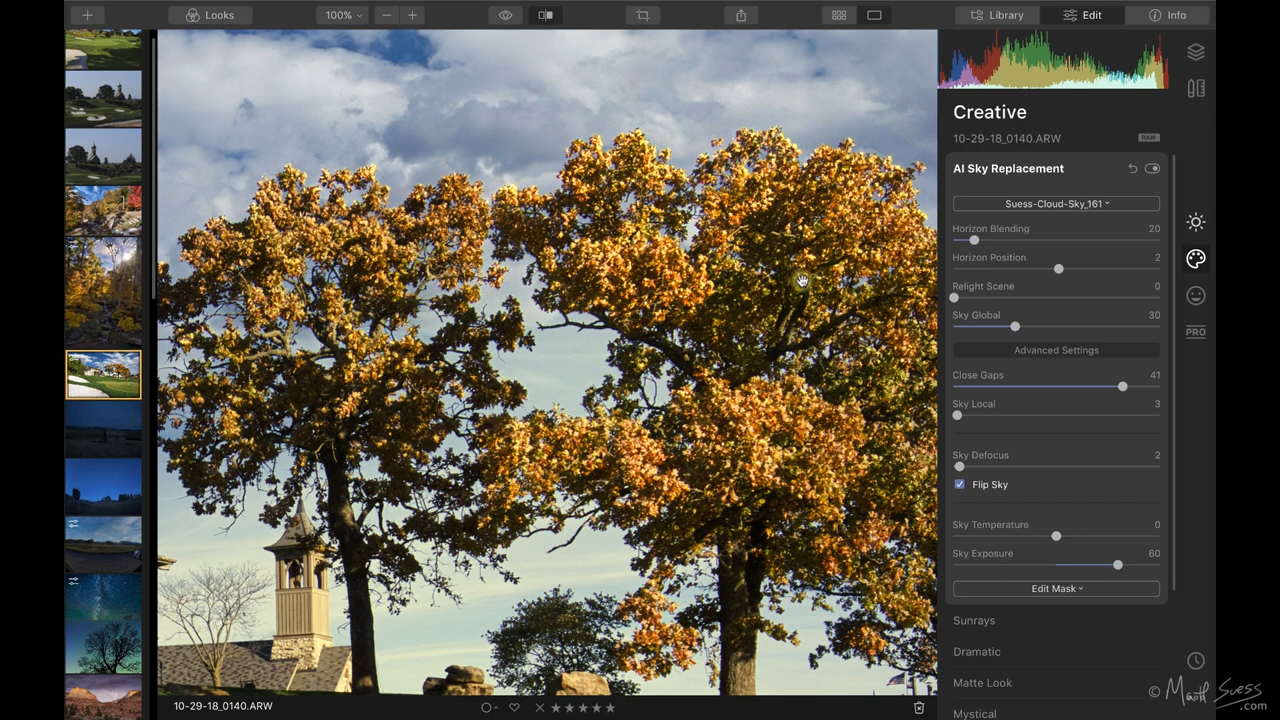 Looks
100%
Library
Edit
Info
Creative
10-29-18_0140.ARW
RAW
AI Sky Replacement
Suess-Cloud-Sky_161
Horizon Blending 20
Horizon Position 2
Relight Scene 0
Sky Global 30
Advanced Settings
Close Gaps 41
Sky Local 3
Sky Defocus 2
Flip Sky
Sky Temperature 0
Sky Exposure 60
Edit Mask
Sunrays
Dramatic
Matte Look
Mystical
PRO
10-29-18_0140.ARW
© Matt Suess
.com